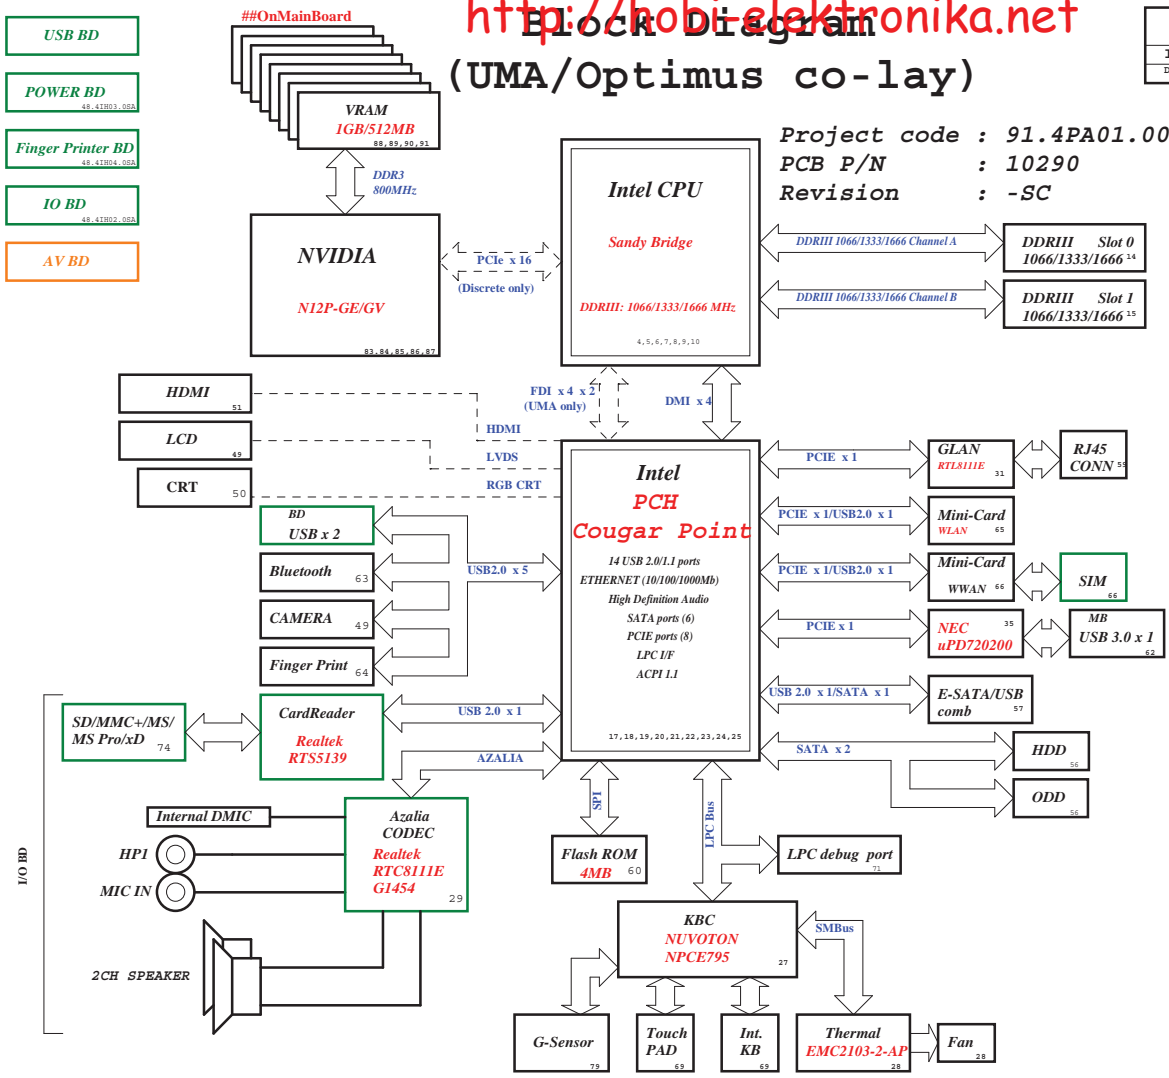 http://hobi-elektronika.net
Block Diagram
(UMA/Optimus co-lay)
##OnMainBoard
USB BD
POWER BD
48.4IH03.0SA
Finger Printer BD
48.4IH04.0SA
IO BD
48.4IH02.0SA
AV BD
VRAM
1GB/512MB
88,89,90,91
DDR3
800MHz
Project code : 91.4PA01.00
PCB P/N : 10290
Revision : -SC
NVIDIA
N12P-GE/GV
83.84,85,86,87
PCIe x 16
(Discrete only)
Intel CPU
Sandy Bridge
DDRIII: 1066/1333/1666 MHz
4,5,6,7,8,9,10
DDRIII 1066/1333/1666 Channel A
DDRIII Slot 0
1066/1333/1666 14
DDRIII 1066/1333/1666 Channel B
DDRIII Slot 1
1066/1333/1666 15
FDI x 4 x 2
(UMA only)
DMI x 4
HDMI
51
HDMI
LCD
49
LVDS
CRT
50
RGB CRT
Intel
PCH
Cougar Point
14 USB 2.0/1.1 ports
ETHERNET (10/100/1000Mb)
High Definition Audio
SATA ports (6)
PCIE ports (8)
LPC I/F
ACPI 1.1
17,18,19,20,21,22,23,24,25
BD
USB x 2
Bluetooth 63
CAMERA 49
Finger Print 64
USB2.0 x 5
PCIE x 1
GLAN
RTL8111E 31
RJ45
CONN 59
PCIE x 1/USB2.0 x 1
Mini-Card
WLAN 65
PCIE x 1/USB2.0 x 1
Mini-Card
WWAN 66
SIM
66
PCIE x 1
NEC 35
uPD720200
MB
USB 3.0 x 1
62
USB 2.0 x 1/SATA x 1
E-SATA/USB
comb 57
SATA x 2
HDD
56
ODD
56
I/O BD
SD/MMC+/MS/
MS Pro/xD 74
CardReader
Realtek
RTS5139
USB 2.0 x 1
AZALIA
Internal DMIC
HP1
MIC IN
2CH SPEAKER
Azalia
CODEC
Realtek
RTC8111E
G1454
29
SPI
Flash ROM
4MB 60
LPC Bus
LPC debug port
71
KBC
NUVOTON
NPCE795
27
SMBus
G-Sensor
79
Touch
PAD
69
Int.
KB
69
Thermal
EMC2103-2-AP
28
Fan
28